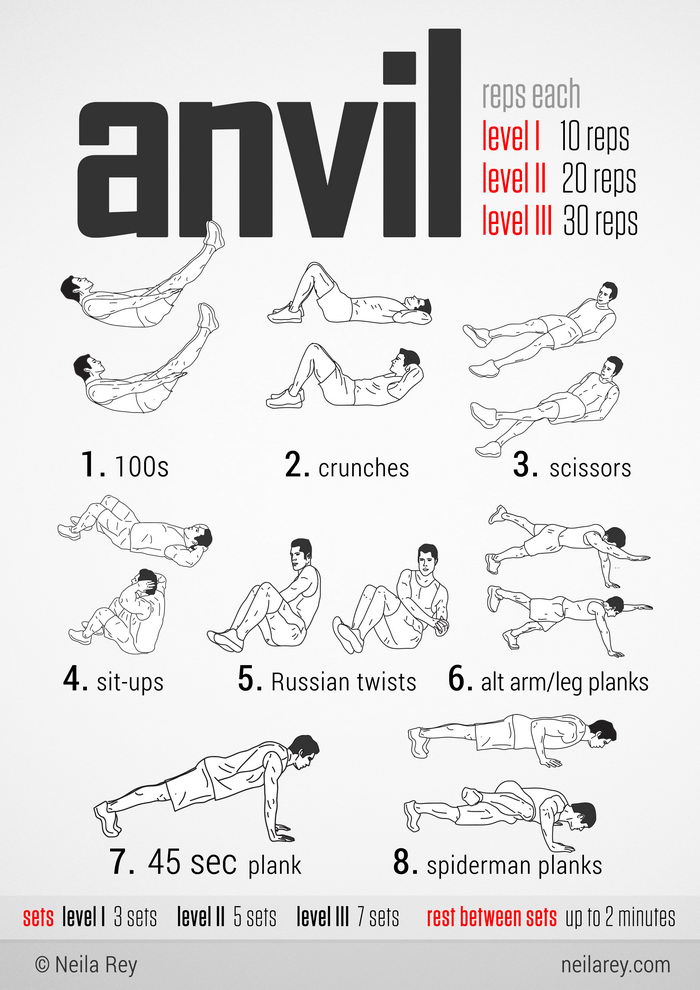 anvil
reps each
level I 10 reps
level II 20 reps
level III 30 reps
1. 100s
2. crunches
3. scissors
4. sit-ups
5. Russian twists
6. alt arm/leg planks
7. 45 sec plank
8. spiderman planks
sets level I 3 sets level II 5 sets level III 7 sets rest between sets up to 2 minutes
© Neila Rey
neilarey.com